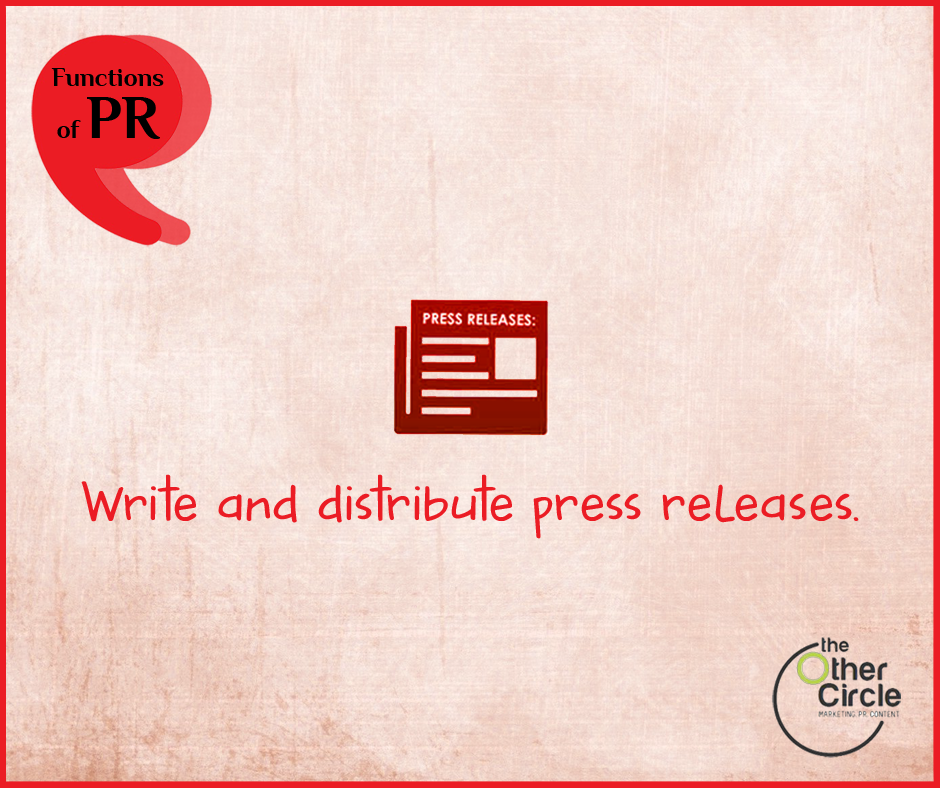 Functions
of PR
PRESS RELEASES:
Write and distribute press releases.
the
Other
Circle
MARKETING. PR. CONTENT